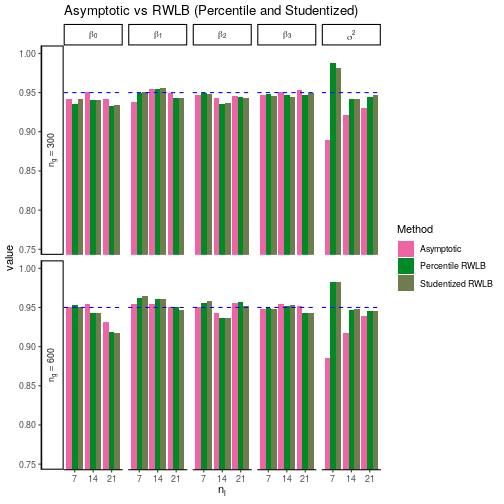 Asymptotic vs RWLB (Percentile and Studentized)
β0 β1 β2 β3 σ2
value
1.00
0.95
0.90
0.85
0.80
0.75
ng = 300
1.00
0.95
0.90
0.85
0.80
0.75
ng = 600
7 14 21 7 14 21 7 14 21 7 14 21 7 14 21
nl
Method
Asymptotic
Percentile RWLB
Studentized RWLB